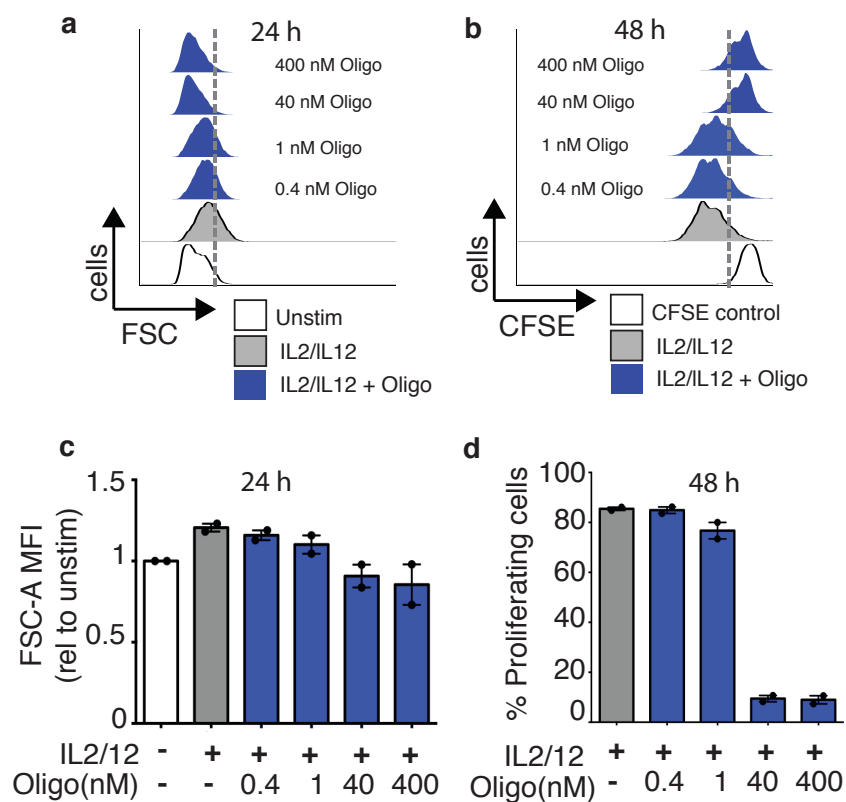 a
24 h
400 nM Oligo
40 nM Oligo
1 nM Oligo
0.4 nM Oligo
cells
FSC
Unstim
IL2/IL12
IL2/IL12 + Oligo
b
48 h
400 nM Oligo
40 nM Oligo
1 nM Oligo
0.4 nM Oligo
cells
CFSE
CFSE control
IL2/IL12
IL2/IL12 + Oligo
c
24 h
FSC-A MFI
(rel to unstim)
1.5
1
0.5
0
IL2/12 - + + + + +
Oligo(nM) - - 0.4 1 40 400
d
48 h
% Proliferating cells
100
80
60
40
20
0
IL2/12 + + + + +
Oligo(nM) - 0.4 1 40 400